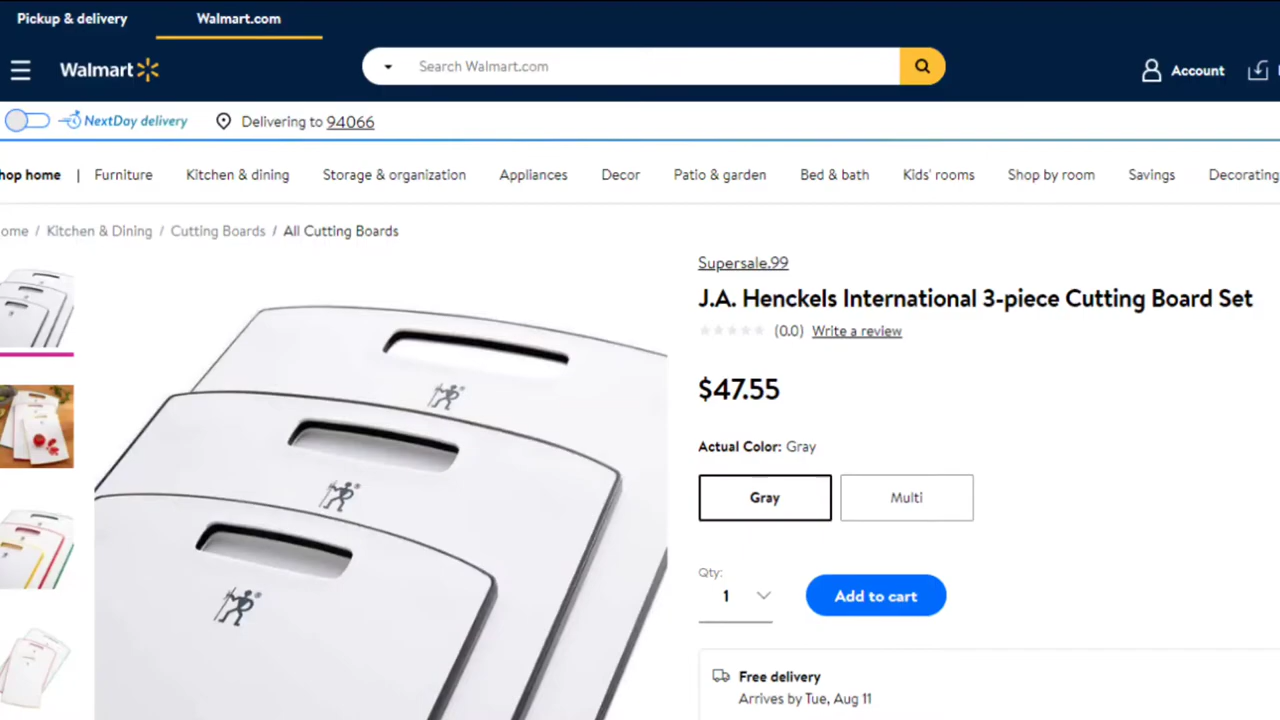 Pickup & delivery
Walmart.com
Walmart
Search Walmart.com
Account
NextDay delivery
Delivering to 94066
hop home | Furniture Kitchen & dining Storage & organization Appliances Decor Patio & garden Bed & bath Kids' rooms Shop by room Savings Decorating
ome / Kitchen & Dining / Cutting Boards / All Cutting Boards
Supersale.99
J.A. Henckels International 3-piece Cutting Board Set
(0.0) Write a review
$47.55
Actual Color: Gray
Gray
Multi
Qty:
1
Add to cart
Free delivery
Arrives by Tue, Aug 11